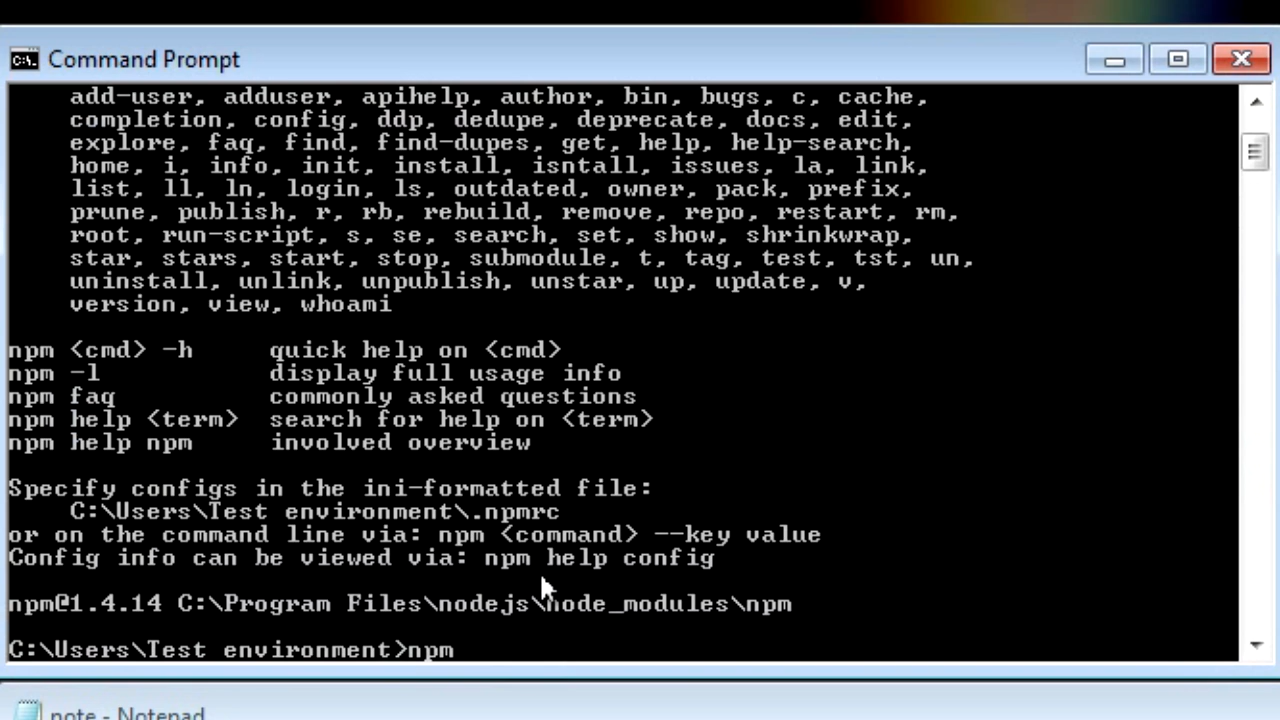 Command Prompt
add-user, adduser, apihelp, author, bin, bugs, c, cache,
completion, config, ddp, dedupe, deprecate, docs, edit,
explore, faq, find, find-dupes, get, help, help-search,
home, i, info, init, install, isntall, issues, la, link,
list, ll, ln, login, ls, outdated, owner, pack, prefix,
prune, publish, r, rb, rebuild, remove, repo, restart, rm,
root, run-script, s, se, search, set, show, shrinkwrap,
star, stars, start, stop, submodule, t, tag, test, tst, un,
uninstall, unlink, unpublish, unstar, up, update, v,
version, view, whoami
npm <cmd> -h     quick help on <cmd>
npm -l           display full usage info
npm faq          commonly asked questions
npm help <term>  search for help on <term>
npm help npm     involved overview
Specify configs in the ini-formatted file:
C:\Users\Test environment\.npmrc
or on the command line via: npm <command> --key value
Config info can be viewed via: npm help config
npm@1.4.14 C:\Program Files\nodejs\node_modules\npm
C:\Users\Test environment>npm
note - Notepad